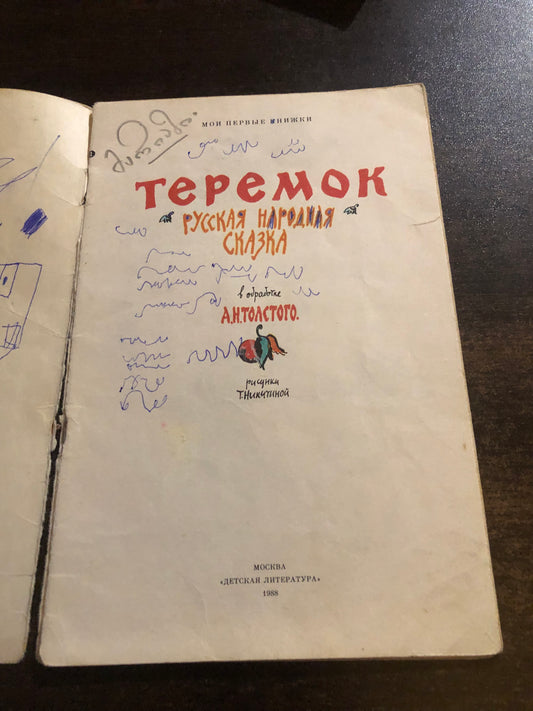 МОИ ПЕРВЫЕ КНИЖКИ
ТЕРЕМОК
РУССКАЯ НАРОДНАЯ
СКАЗКА
в обработке
А.Н.ТОЛСТОГО.
рисунки
Т.НИКИТИНОЙ
МОСКВА
«ДЕТСКАЯ ЛИТЕРАТУРА»
1988